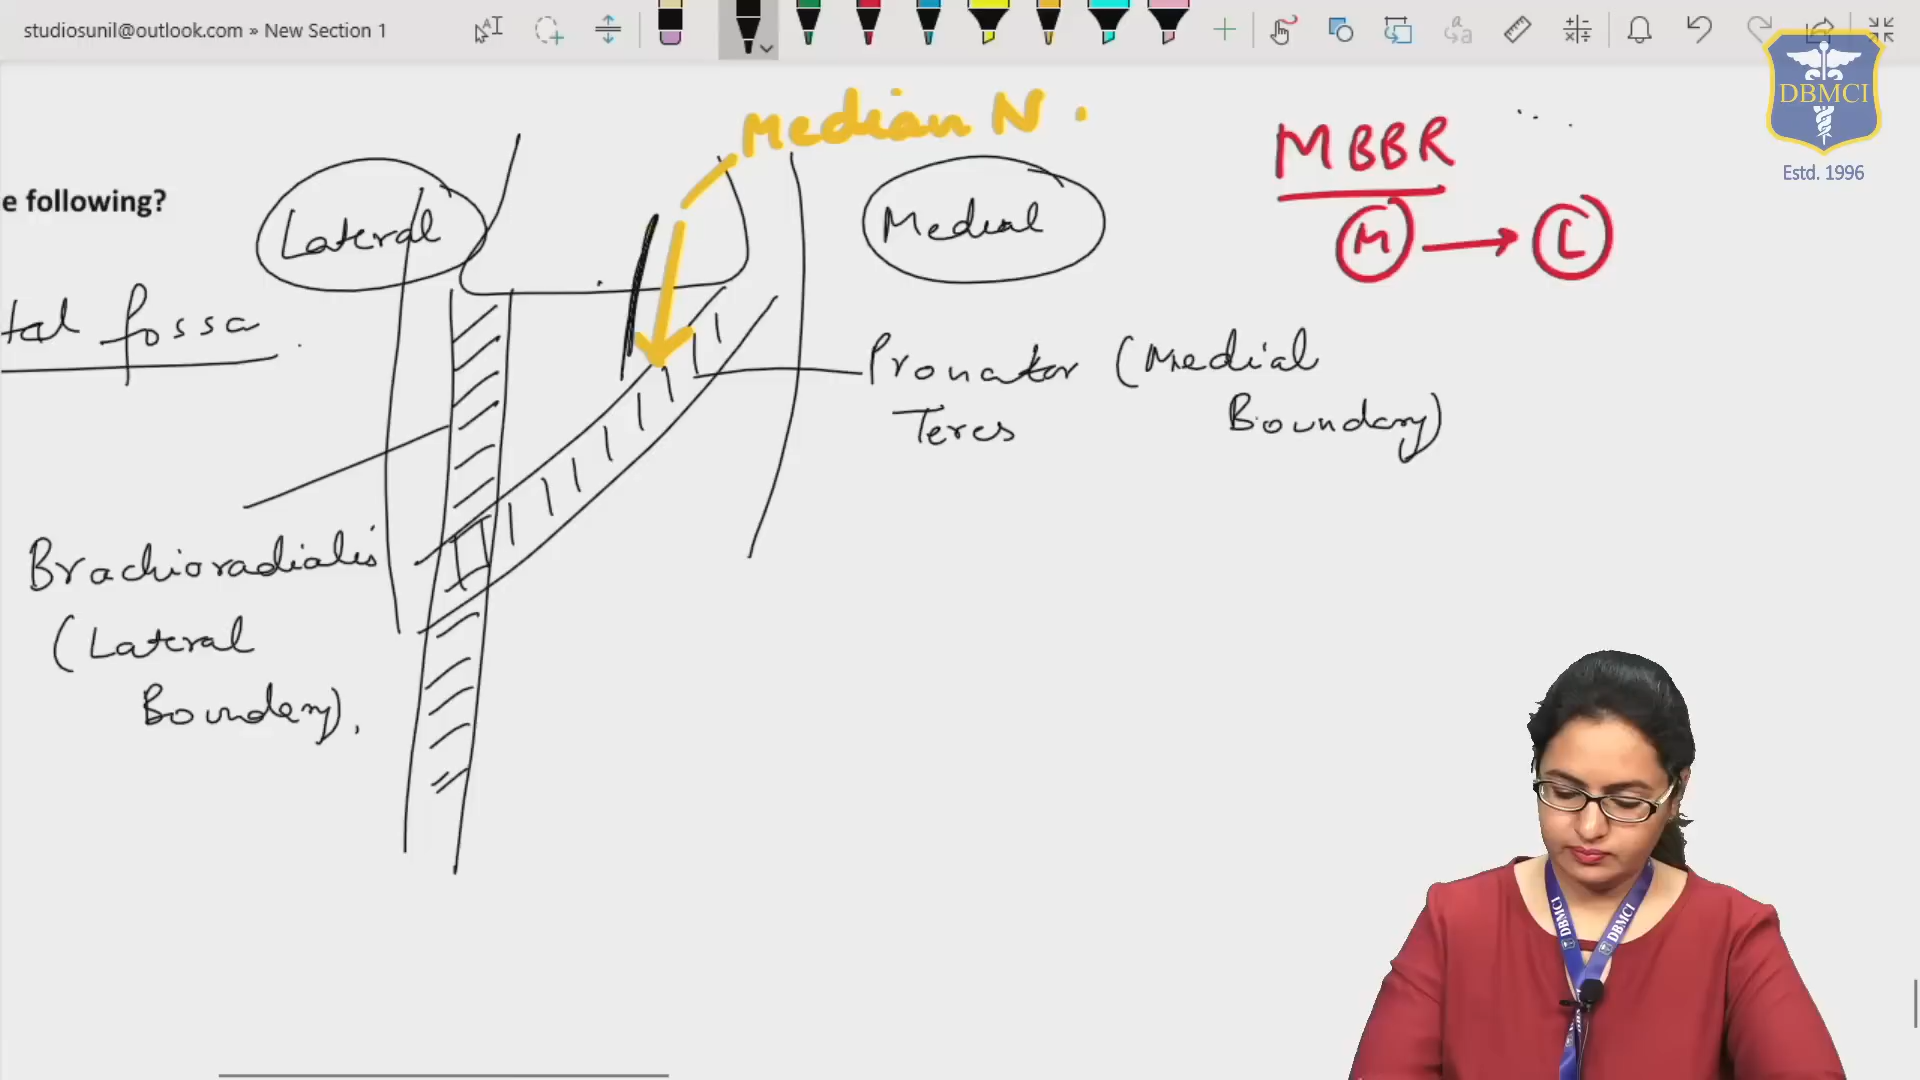 studiosunil@outlook.com » New Section 1
DBMCI
Estd. 1996
Median N.
MBBR
M → L
e following?
Lateral
Medial
tal fossa
Pronator (Medial
Teres Boundary)
Brachioradialis
(Lateral
Boundary).
DBMCI
DBMCI